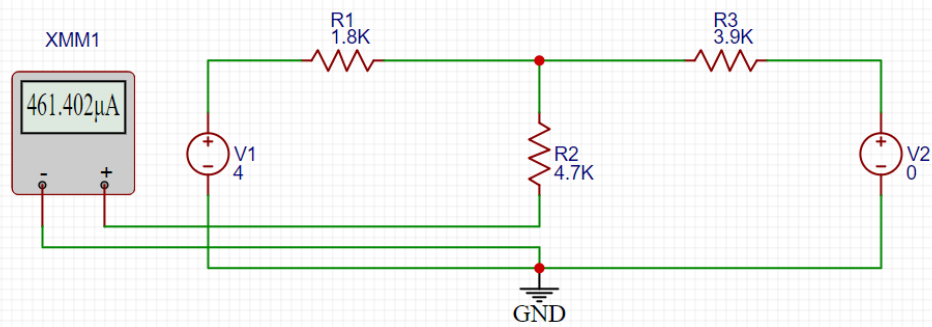 XMM1
461.402μA
-
+
R1
1.8K
R3
3.9K
+
-
V1
4
R2
4.7K
+
-
V2
0
GND